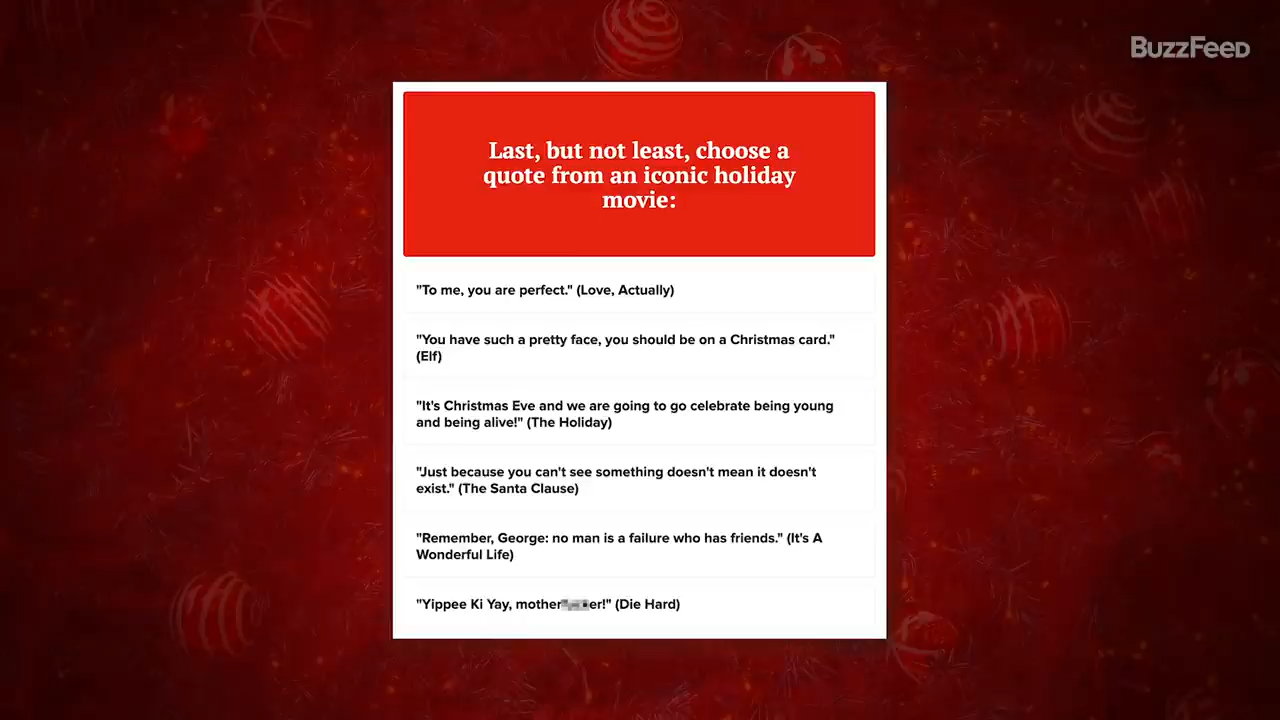 BuzzFeed
Last, but not least, choose a
quote from an iconic holiday
movie:
"To me, you are perfect." (Love, Actually)
"You have such a pretty face, you should be on a Christmas card."
(Elf)
"It's Christmas Eve and we are going to go celebrate being young
and being alive!" (The Holiday)
"Just because you can't see something doesn't mean it doesn't
exist." (The Santa Clause)
"Remember, George: no man is a failure who has friends." (It's A
Wonderful Life)
"Yippee Ki Yay, mother er!" (Die Hard)